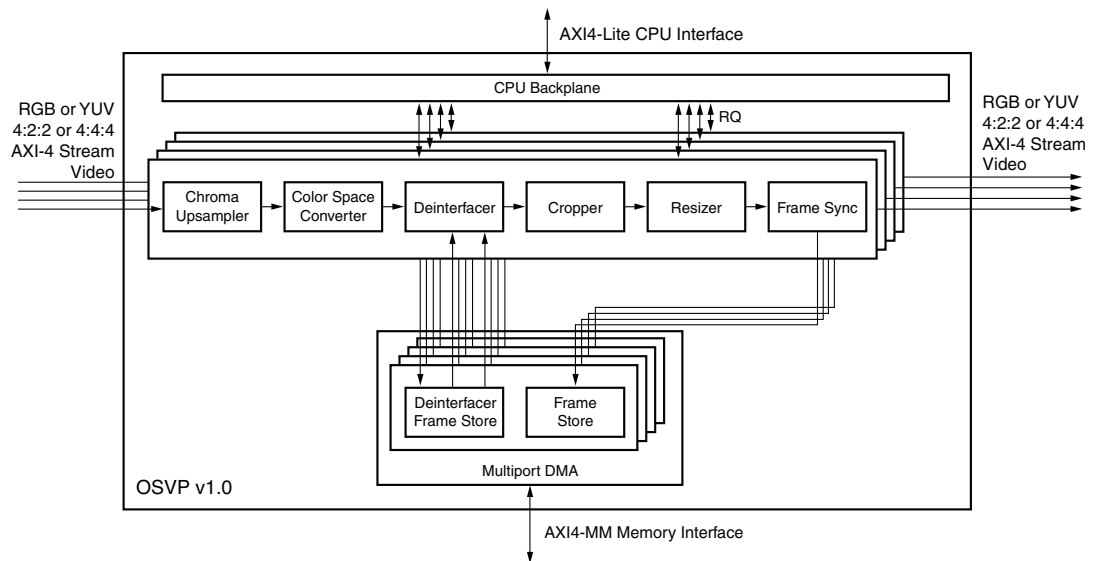 AXI4-Lite CPU Interface
CPU Backplane
RGB or YUV
4:2:2 or 4:4:4
AXI-4 Stream
Video
RQ
RGB or YUV
4:2:2 or 4:4:4
AXI-4 Stream
Video
Chroma
Upsampler
Color Space
Converter
Deinterfacer
Cropper
Resizer
Frame Sync
Deinterfacer
Frame Store
Frame
Store
Multiport DMA
OSVP v1.0
AXI4-MM Memory Interface